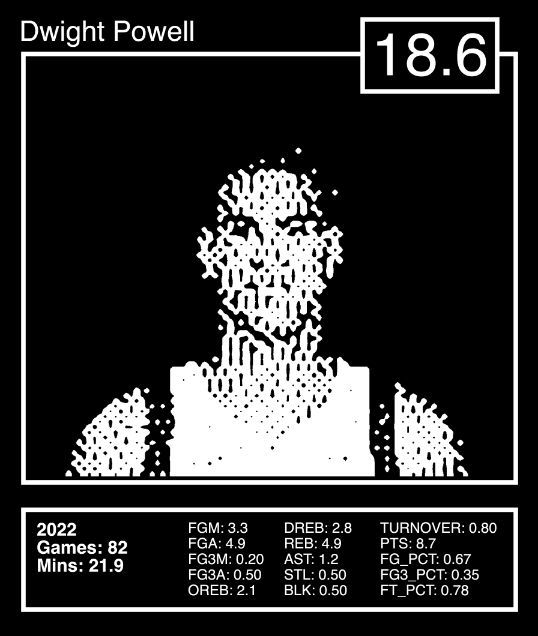 Dwight Powell
18.6
2022
Games: 82
Mins: 21.9
FGM: 3.3
FGA: 4.9
FG3M: 0.20
FG3A: 0.50
OREB: 2.1
DREB: 2.8
REB: 4.9
AST: 1.2
STL: 0.50
BLK: 0.50
TURNOVER: 0.80
PTS: 8.7
FG_PCT: 0.67
FG3_PCT: 0.35
FT_PCT: 0.78